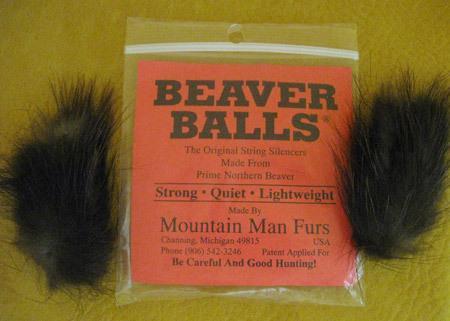 BEAVER
BALLS®
The Original String Silencers
Made From
Prime Northern Beaver
Strong • Quiet • Lightweight
Made By
Mountain Man Furs
Channing, Michigan 49815 USA
Phone (906) 542-3246 Patent Applied For
Be Careful And Good Hunting!